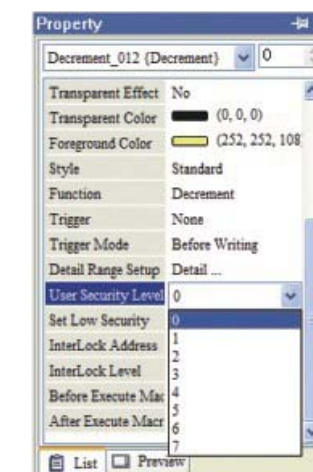 Property
Decrement_012 {Decrement} 0
Transparent Effect No
Transparent Color (0, 0, 0)
Foreground Color (252, 252, 108
Style Standard
Function Decrement
Trigger None
Trigger Mode Before Writing
Detail Range Setup Detail ...
User Security Level 0
Set Low Security 0
InterLock Address 1
2
InterLock Level 3
4
Before Execute Mac 5
After Execute Macr 6
7
List Preview